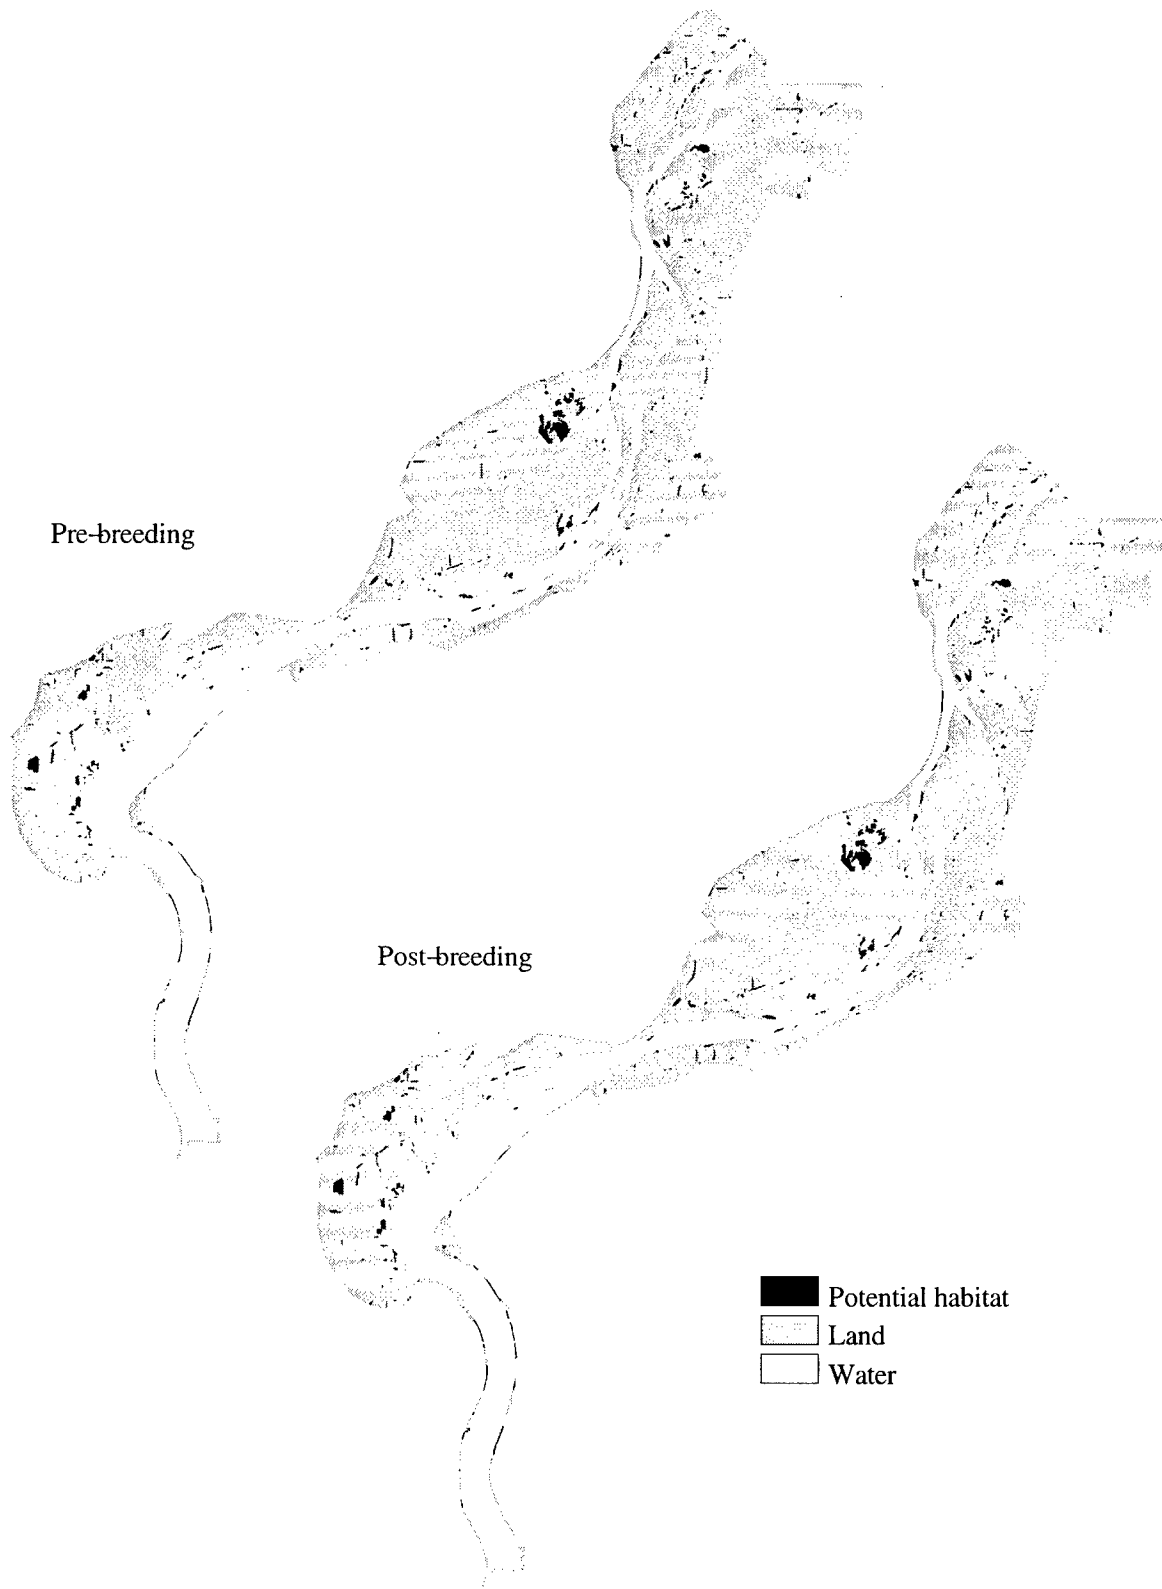 Pre-breeding
Post-breeding
Potential habitat
Land
Water